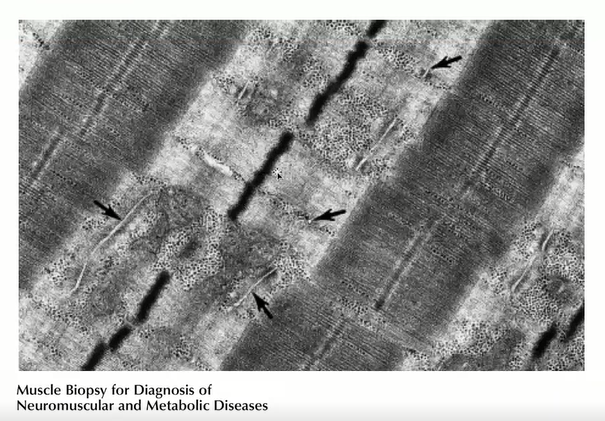 Muscle Biopsy for Diagnosis of
Neuromuscular and Metabolic Diseases